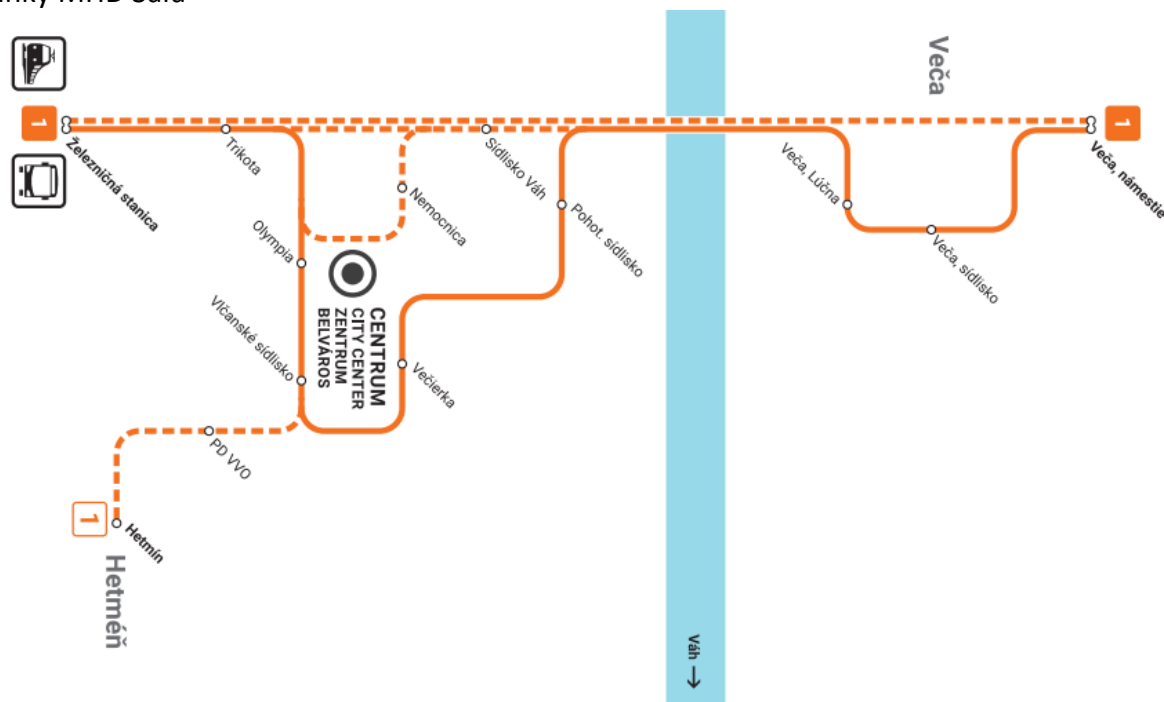 MHD
Veča
1
1
Železničná stanica
Trikota
Sídlisko Váh
Nemocnica
Pohot. sídlisko
Veča, Lúčna
Veča, sídlisko
Veča, námestie
Olympia
Vlčanské sídlisko
CENTRUM
CITY CENTER
ZENTRUM
BELVÁROS
Večierka
PD VVO
1
Hetmín
Hetméň
Váh →